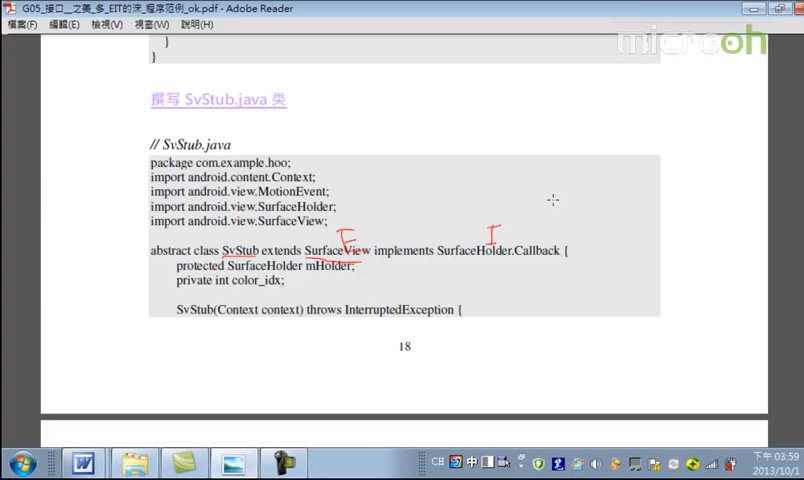 G05_接口__之美_多_EIT的深_程序范例_ok.pdf - Adobe Reader
檔案(F) 編輯(E) 檢視(V) 視窗(W) 說明(H)
microoh
}
}
撰写 SvStub.java 类
// SvStub.java
package com.example.hoo;
import android.content.Context;
import android.view.MotionEvent;
import android.view.SurfaceHolder;
import android.view.SurfaceView;
E I
abstract class SvStub extends SurfaceView implements SurfaceHolder.Callback {
protected SurfaceHolder mHolder;
private int color_idx;
SvStub(Context context) throws InterruptedException {
18
CH 中
下午 03:59
2013/10/1